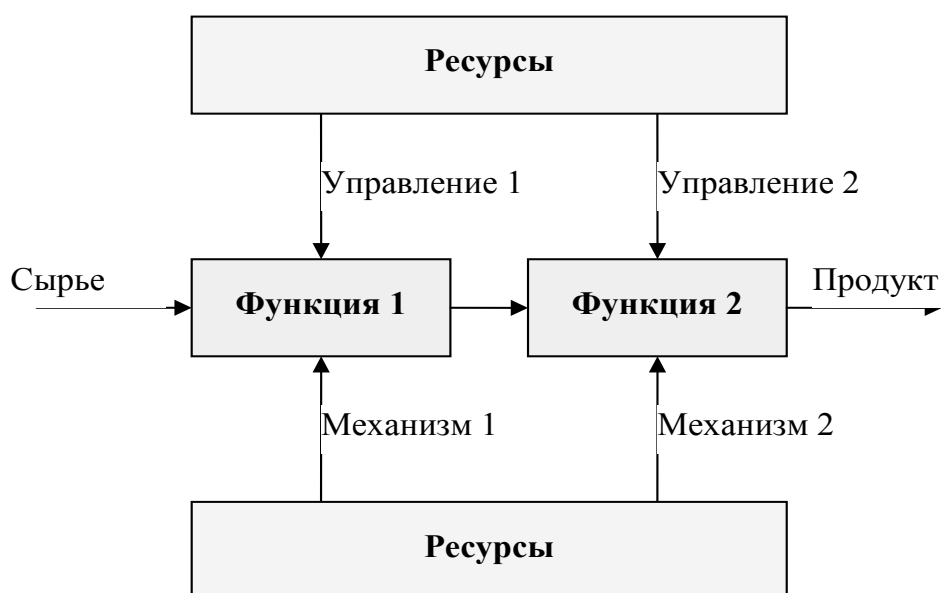 Ресурсы
Управление 1 Управление 2
Сырье Продукт
Функция 1 Функция 2
Механизм 1 Механизм 2
Ресурсы